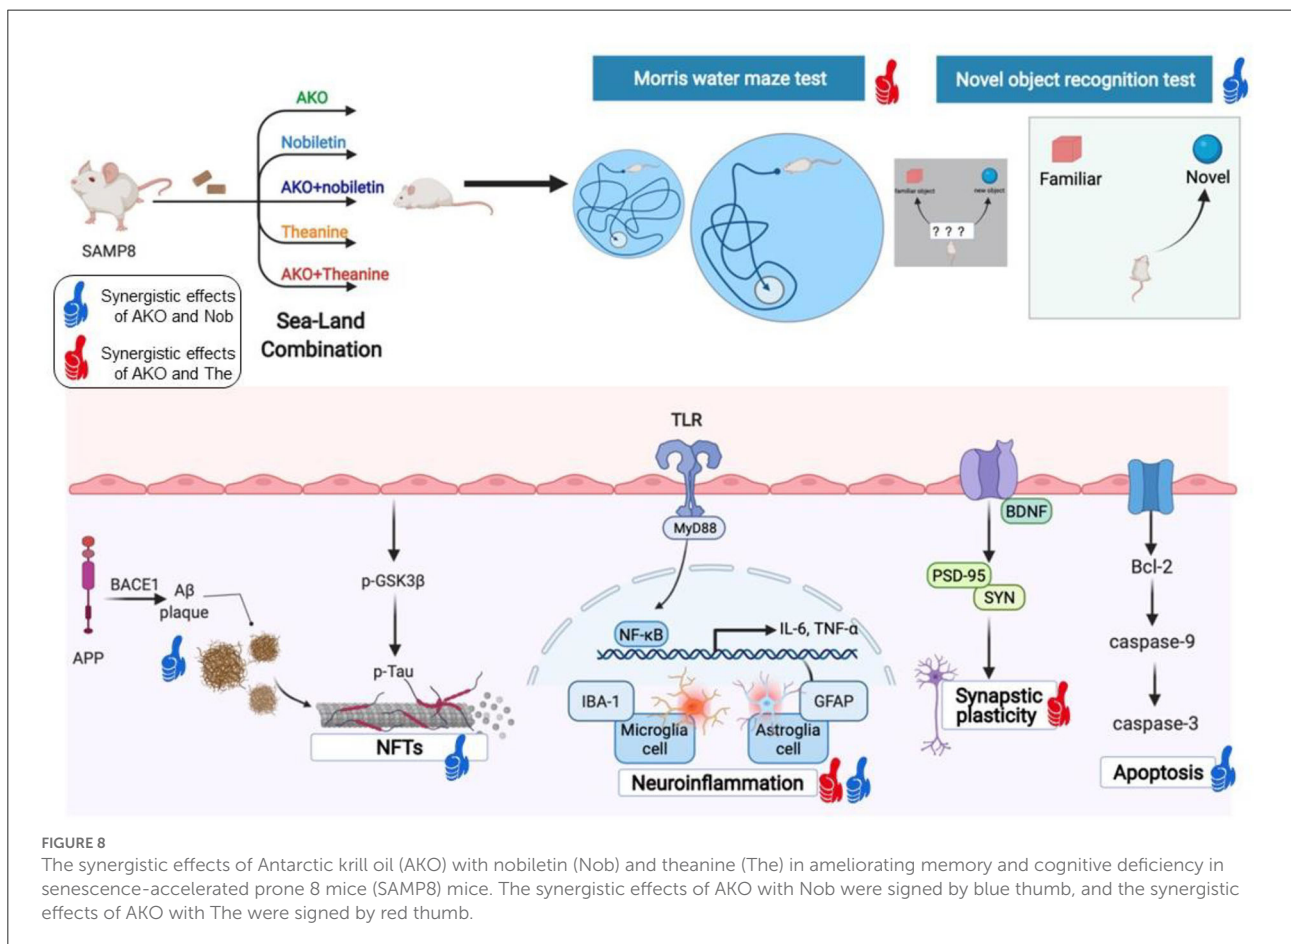 Morris water maze test
Novel object recognition test
AKO
Nobiletin
AKO+nobiletin
Theanine
AKO+Theanine
SAMP8
Sea-Land
Combination
familiar object
new object
? ? ?
Familiar
Novel
Synergistic effects
of AKO and Nob
Synergistic effects
of AKO and The
TLR
MyD88
BDNF
APP
BACE1
Aβ
plaque
p-GSK3β
p-Tau
NFTs
NF-κB
IL-6, TNF-α
IBA-1
Microglia
cell
GFAP
Astroglia
cell
Neuroinflammation
PSD-95
SYN
Synapstic
plasticity
Bcl-2
caspase-9
caspase-3
Apoptosis
FIGURE 8
The synergistic effects of Antarctic krill oil (AKO) with nobiletin (Nob) and theanine (The) in ameliorating memory and cognitive deficiency in
senescence-accelerated prone 8 mice (SAMP8) mice. The synergistic effects of AKO with Nob were signed by blue thumb, and the synergistic
effects of AKO with The were signed by red thumb.